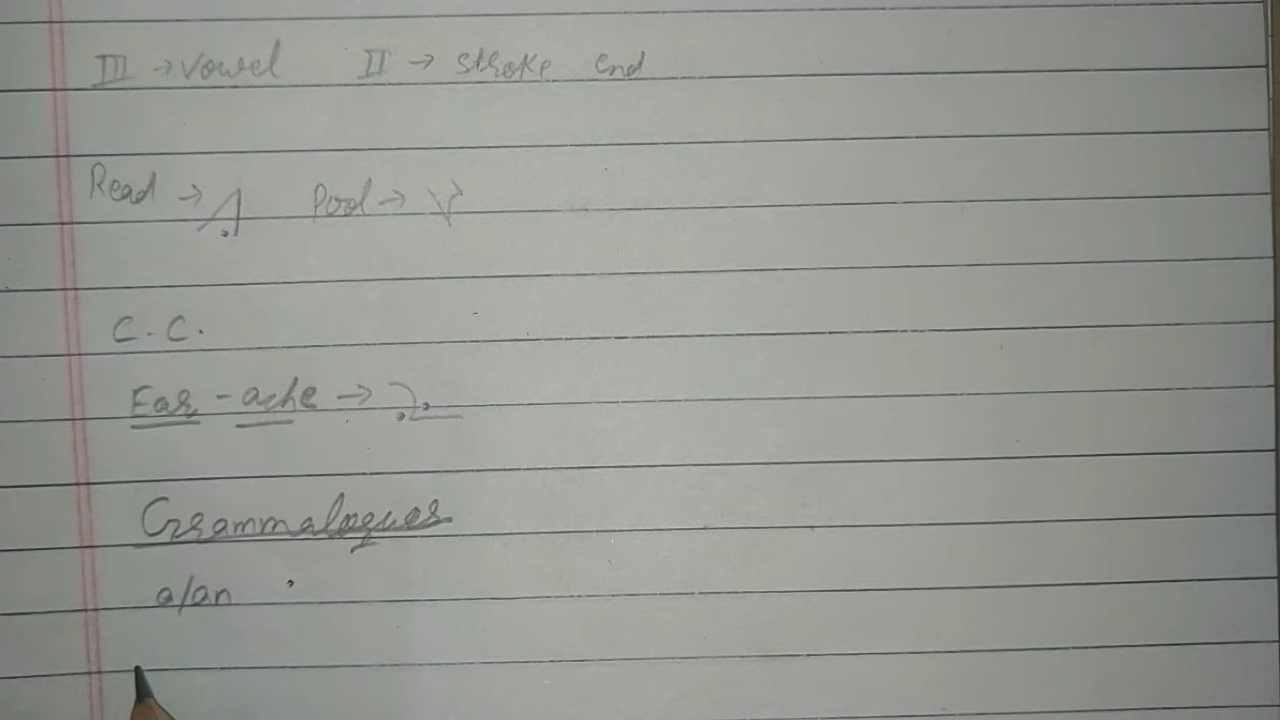 III → vowel II → stroke end
Read → Pool →
C.C.
Ear - ache →
Grammalogues
a/an